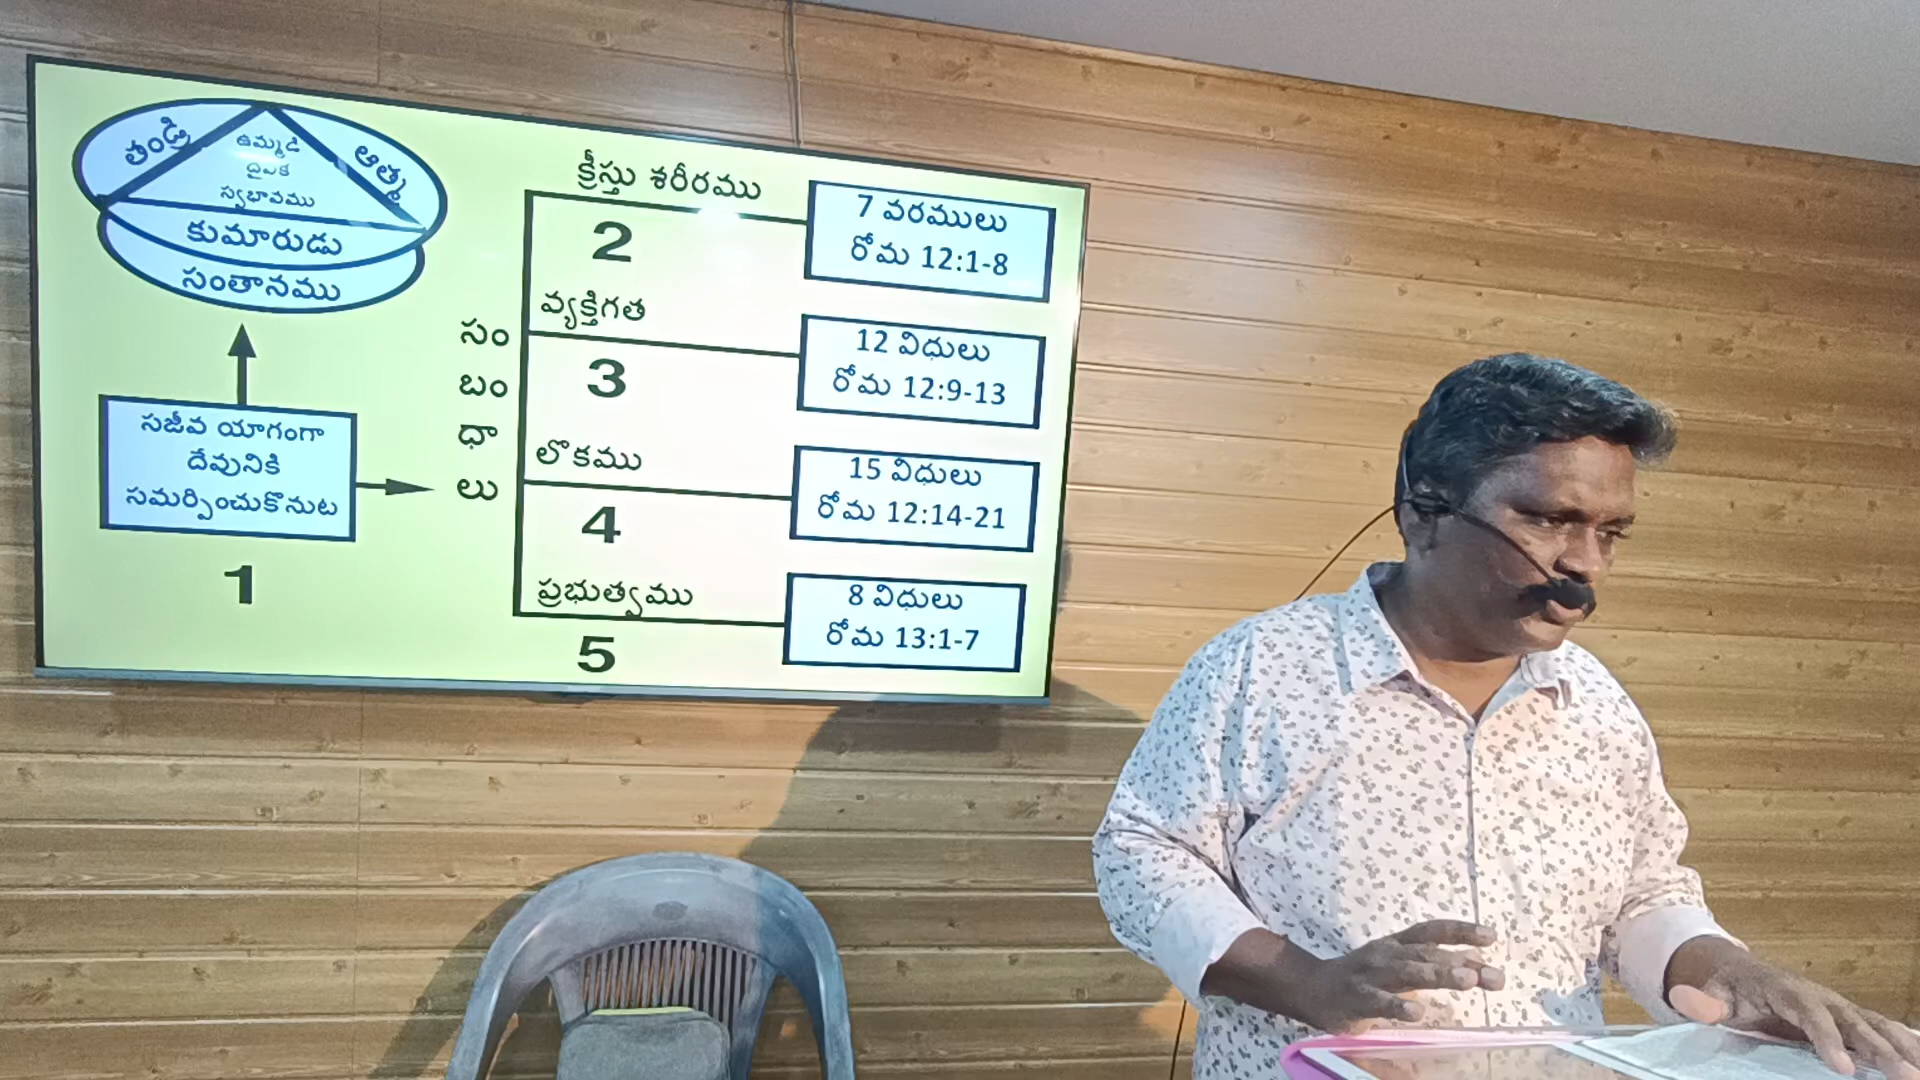 తండ్రి
ఆత్మ
ఉమ్మడి
దైవిక
స్వభావము
కుమారుడు
సంతానము
సజీవ యాగంగా
దేవునికి
సమర్పించుకొనుట
1
సం
బం
ధా
లు
క్రీస్తు శరీరము
2
7 వరములు
రోమ 12:1-8
వ్యక్తిగత
3
12 విధులు
రోమ 12:9-13
లొకము
4
15 విధులు
రోమ 12:14-21
ప్రభుత్వము
5
8 విధులు
రోమ 13:1-7